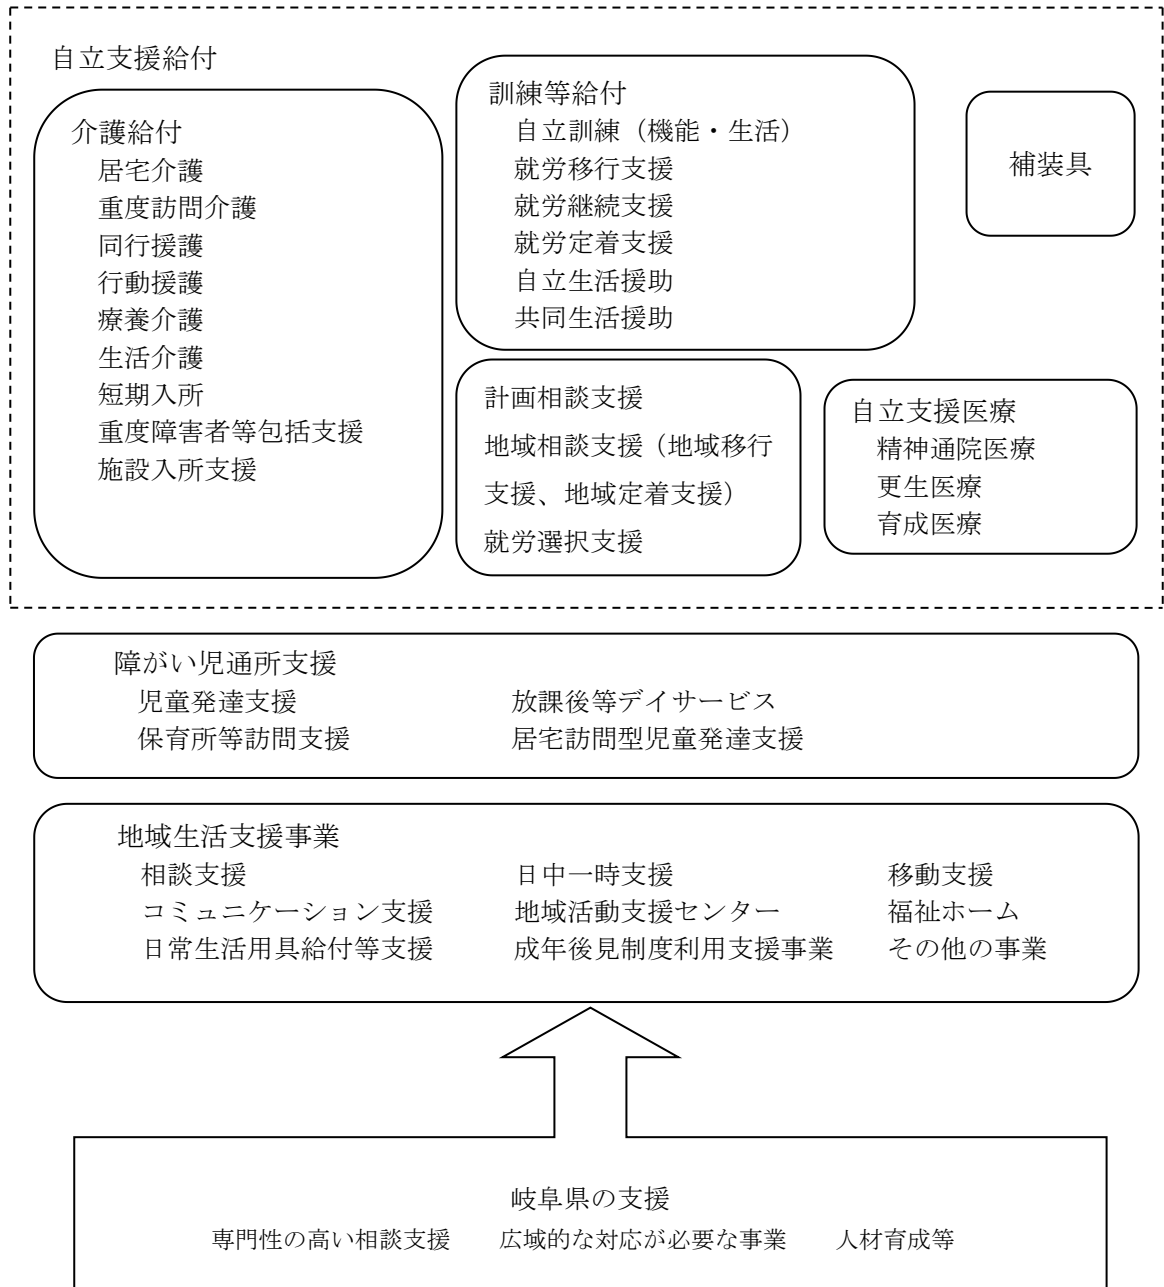 自立支援給付
介護給付
居宅介護
重度訪問介護
同行援護
行動援護
療養介護
生活介護
短期入所
重度障害者等包括支援
施設入所支援
訓練等給付
自立訓練（機能・生活）
就労移行支援
就労継続支援
就労定着支援
自立生活援助
共同生活援助
補装具
計画相談支援
地域相談支援（地域移行
支援、地域定着支援）
就労選択支援
自立支援医療
精神通院医療
更生医療
育成医療
障がい児通所支援
児童発達支援 放課後等デイサービス
保育所等訪問支援 居宅訪問型児童発達支援
地域生活支援事業
相談支援 日中一時支援 移動支援
コミュニケーション支援 地域活動支援センター 福祉ホーム
日常生活用具給付等支援 成年後見制度利用支援事業 その他の事業
岐阜県の支援
専門性の高い相談支援 広域的な対応が必要な事業 人材育成等